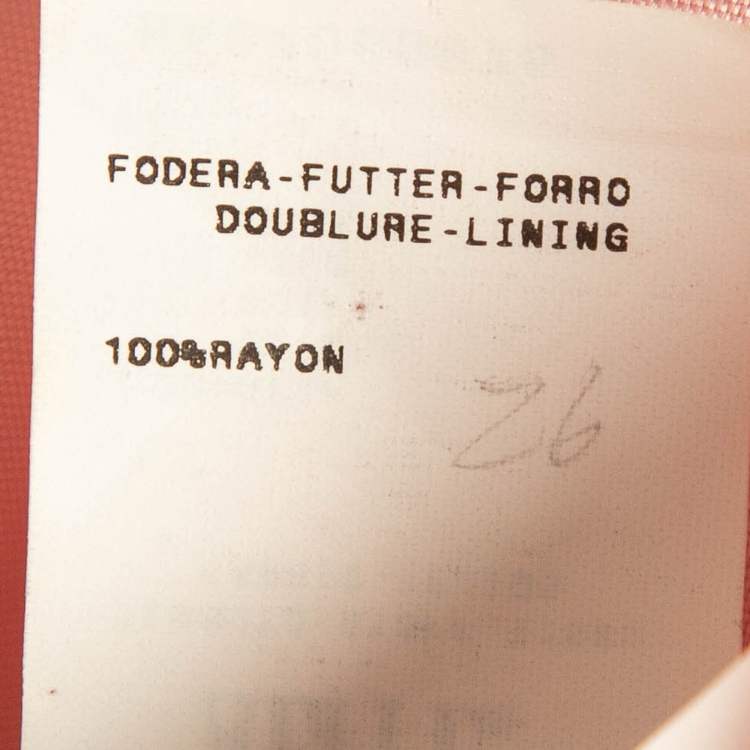 FODERA-FUTTER-FORRO
DOUBLURE-LINING
100%RAYON
26